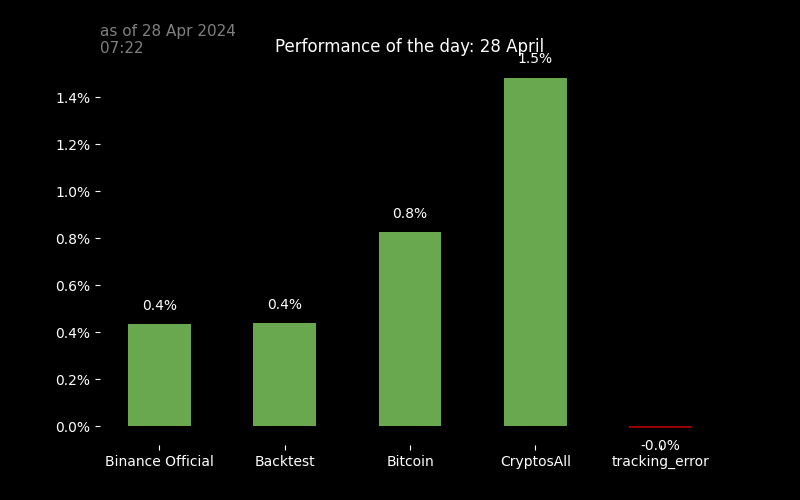 as of 28 Apr 2024
07:22
Performance of the day: 28 April
1.5%
1.4%
1.2%
1.0%
0.8%
0.8%
0.6%
0.4%
0.4%
0.4%
0.2%
0.0%
-0.0%
Binance Official
Backtest
Bitcoin
CryptosAll
tracking_error